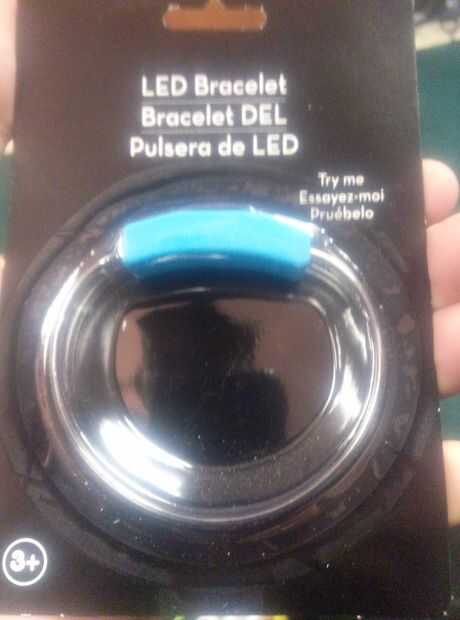 LED Bracelet
Bracelet DEL
Pulsera de LED
Try me
Essayez-moi
Pruébelo
3+